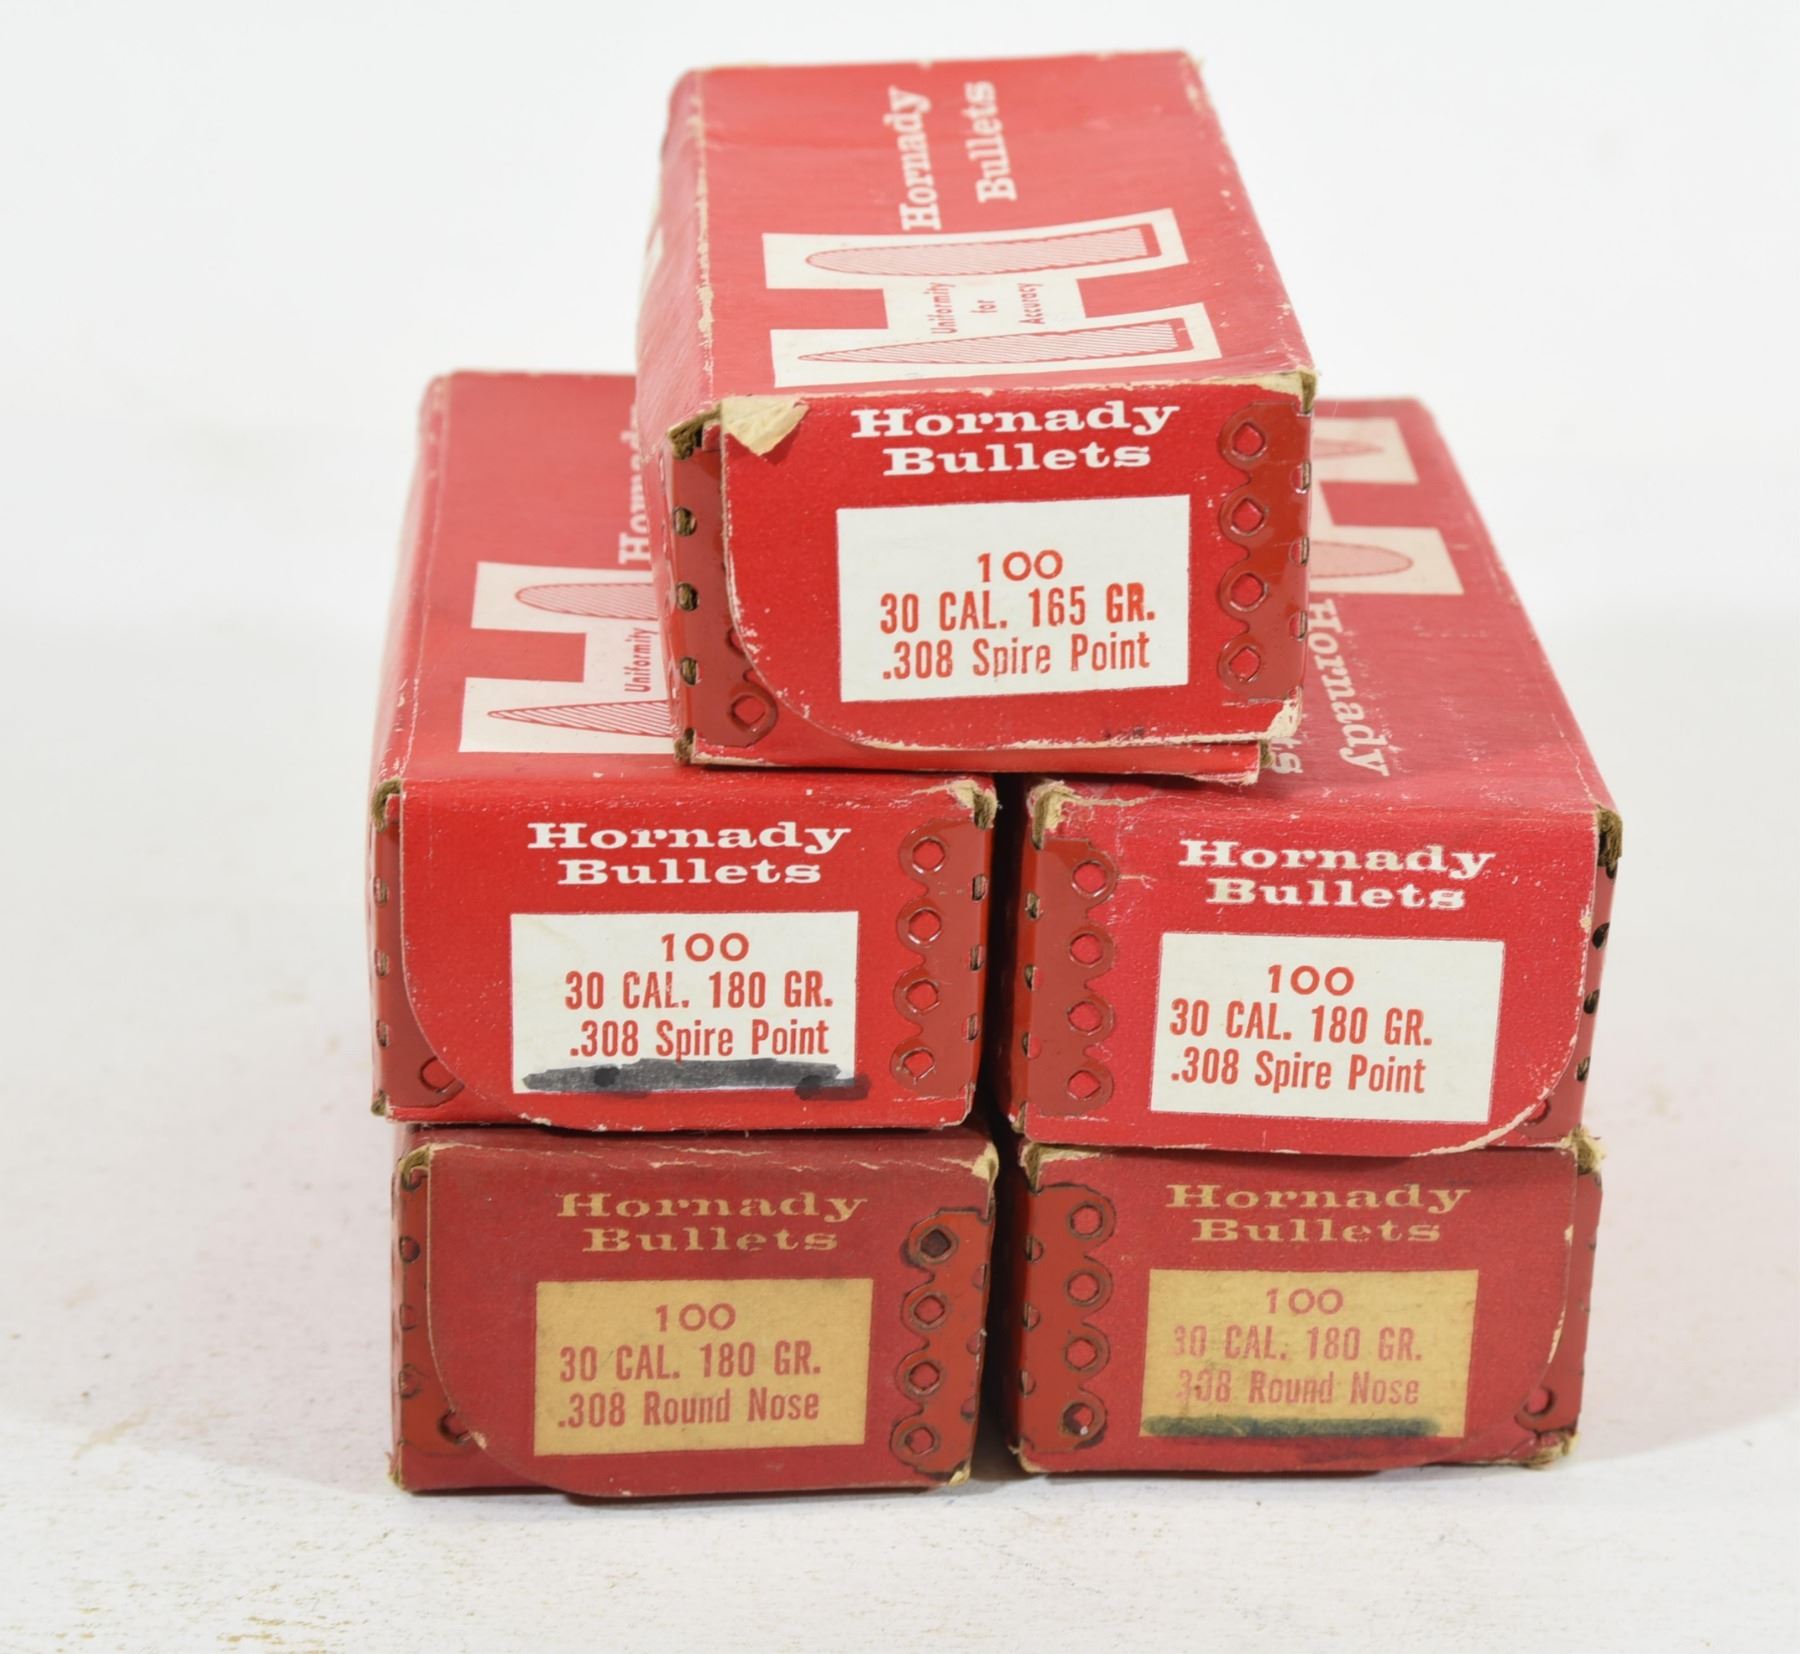 Hornady
Bullets
Uniformity
for
Accuracy
Hornady
Bullets
100
30 CAL. 165 GR.
.308 Spire Point
Uniformity
Hornady
Bullets
100
30 CAL. 180 GR.
.308 Spire Point
Hornady
Hornady
Bullets
100
30 CAL. 180 GR.
.308 Spire Point
Hornady
Bullets
100
30 CAL. 180 GR.
.308 Round Nose
Hornady
Bullets
100
30 CAL. 180 GR.
.308 Round Nose